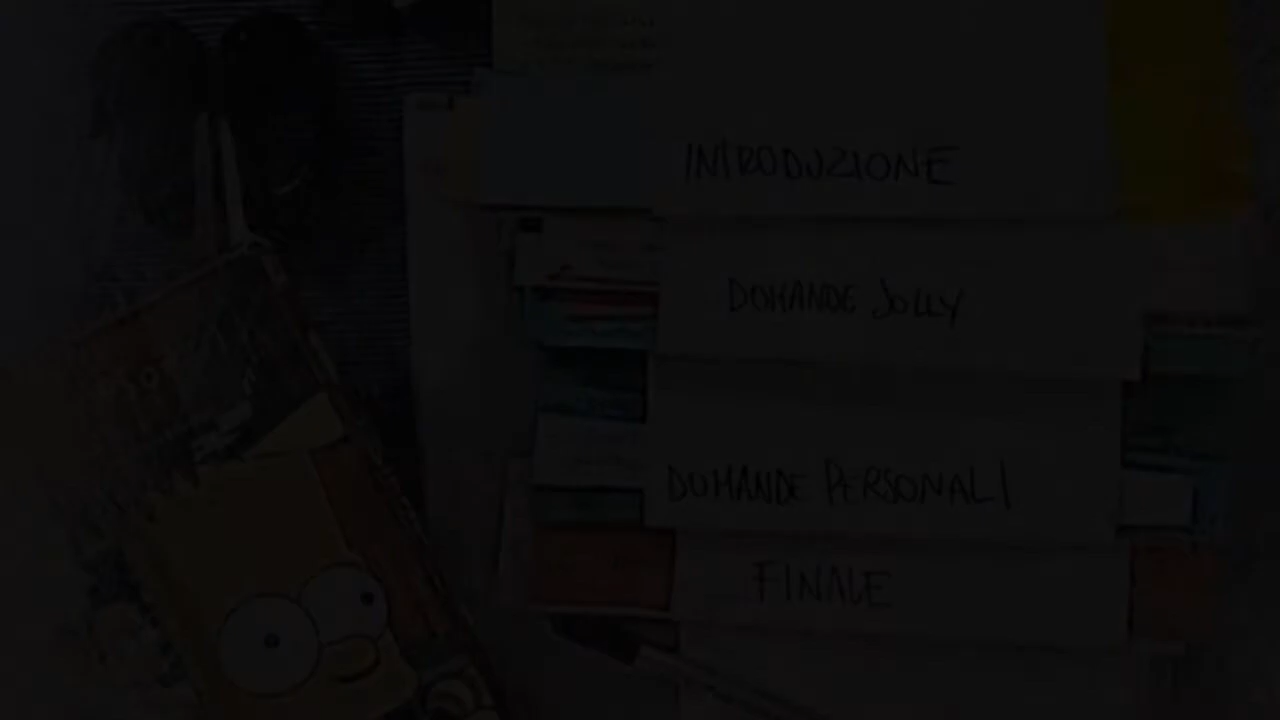 INTRODUZIONE
DOMANDE JOLLY
DOMANDE PERSONALI
FINALE